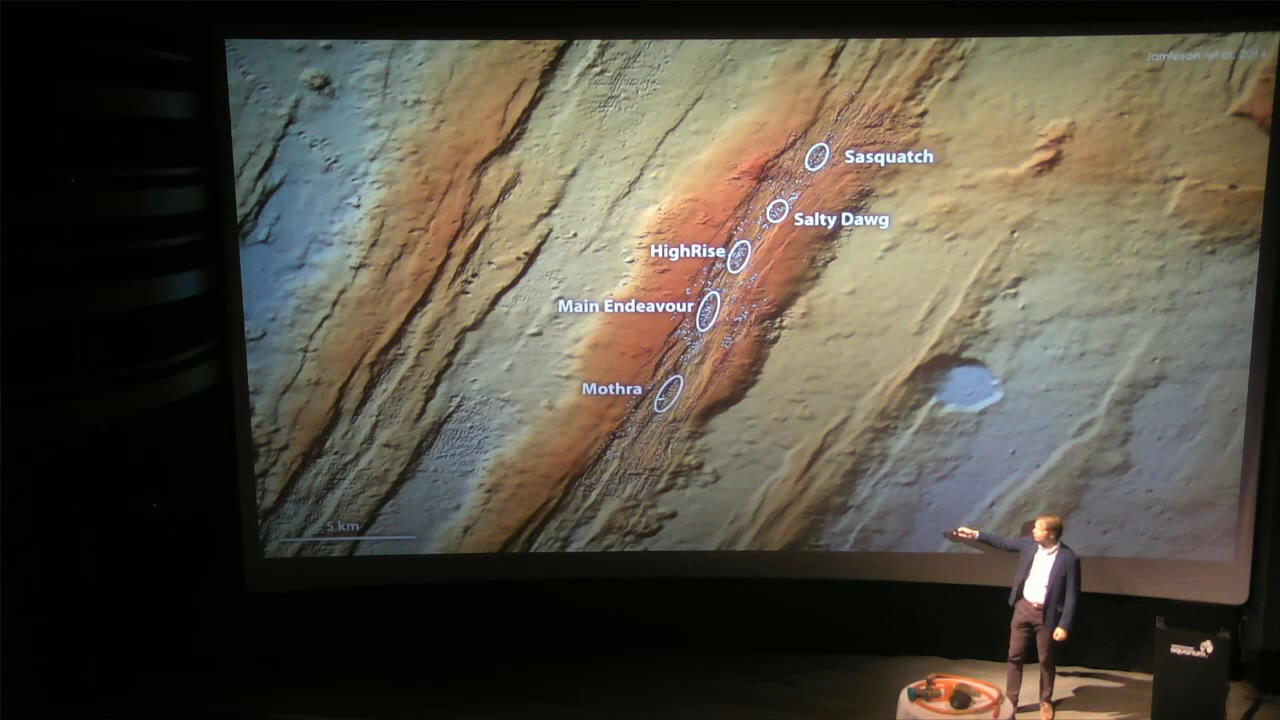 Jamieson et al. 2014
Sasquatch
Salty Dawg
HighRise
Main Endeavour
Mothra
5 km
aquarium